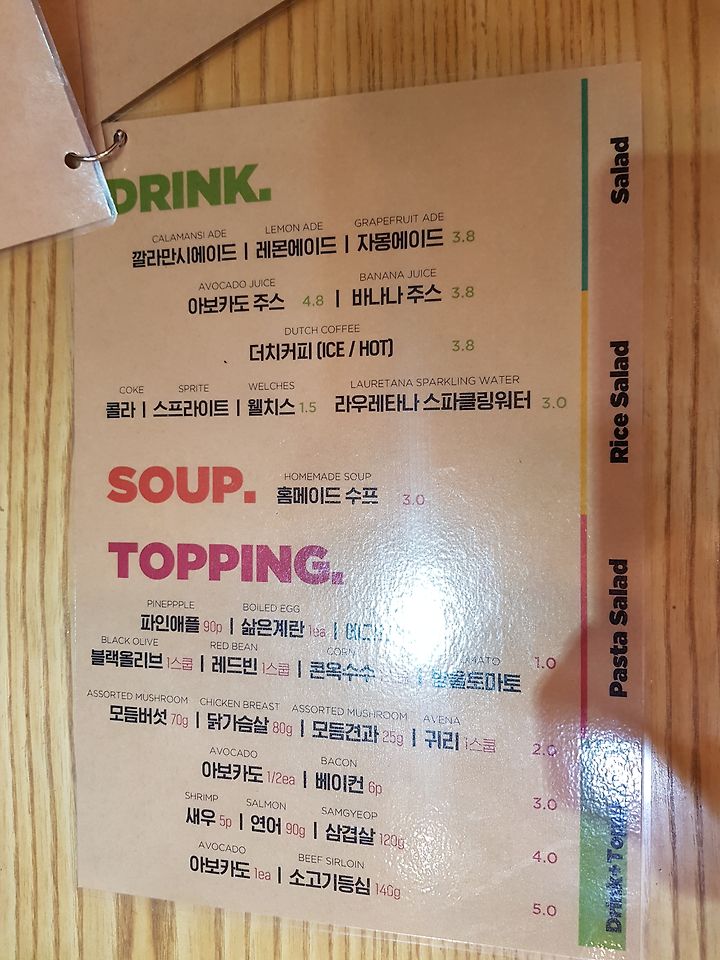 DRINK.
CALAMANSI ADE LEMON ADE GRAPEFRUIT ADE
깔라만시에이드 | 레몬에이드 | 자몽에이드 3.8
AVOCADO JUICE BANANA JUICE
아보카도 주스 4.8 | 바나나 주스 3.8
DUTCH COFFEE
더치커피 (ICE / HOT) 3.8
COKE SPRITE WELCHES LAURETANA SPARKLING WATER
콜라 | 스프라이트 | 웰치스 1.5 라우레타나 스파클링워터 3.0
SOUP. HOMEMADE SOUP
홈메이드 수프 3.0
TOPPING.
PINEPPPLE BOILED EGG
파인애플 90p | 삶은계란 1ea |
BLACK OLIVE RED BEAN CORN
블랙올리브 1스쿱 | 레드빈 1스쿱 | 콘옥수수 | 방울토마토 1.0
ASSORTED MUSHROOM CHICKEN BREAST ASSORTED MUSHROOM AVENA
모듬버섯 70g | 닭가슴살 80g | 모듬견과 25g | 귀리 1스쿱 2.0
AVOCADO BACON
아보카도 1/2ea | 베이컨 6p 3.0
SHRIMP SALMON SAMGYEOP
새우 5p | 연어 90g | 삼겹살 120g 4.0
AVOCADO BEEF SIRLOIN
아보카도 1ea | 소고기등심 140g 5.0
Salad
Rice Salad
Pasta Salad